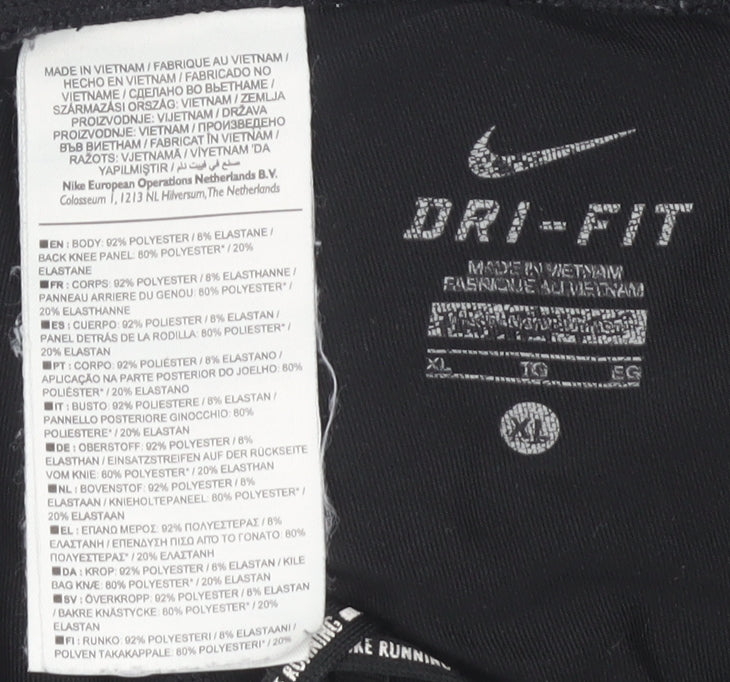 MADE IN VIETNAM / FABRIQUE AU VIETNAM /
HECHO EN VIETNAM / FABRICADO NO
VIETNAME / СДЕЛАНО ВО ВЬЕТНАМЕ /
SZÁRMAZÁSI ORSZÁG: VIETNAM / ZEMLJA
PROIZVODNJE: VIJETNAM / DRŽAVA
PROIZVODNJE: VIETNAM / ПРОИЗВЕДЕНО
ВЪВ ВИЕТНАМ / FABRICAT ÎN VIETNAM /
RAŽOTS: VJETNAMĀ / VİYETNAM 'DA
YAPILMIŞTIR / صنع في فييت نام
Nike European Operations Netherlands B.V.
Colosseum 1, 1213 NL Hilversum, The Netherlands
EN : BODY: 92% POLYESTER / 8% ELASTANE /
BACK KNEE PANEL: 80% POLYESTER* / 20%
ELASTANE
FR : CORPS: 92% POLYESTER / 8% ELASTHANNE /
PANNEAU ARRIERE DU GENOU: 80% POLYESTER* /
20% ELASTHANNE
ES : CUERPO: 92% POLIESTER / 8% ELASTAN /
PANEL DETRÁS DE LA RODILLA: 80% POLIESTER* /
20% ELASTAN
PT : CORPO: 92% POLIÉSTER / 8% ELASTANO /
APLICAÇÃO NA PARTE POSTERIOR DO JOELHO: 80%
POLIÉSTER* / 20% ELASTANO
IT : BUSTO: 92% POLIESTERE / 8% ELASTAN /
PANNELLO POSTERIORE GINOCCHIO: 80%
POLIESTERE* / 20% ELASTAN
DE : OBERSTOFF: 92% POLYESTER / 8%
ELASTHAN / EINSATZSTREIFEN AUF DER RÜCKSEITE
VOM KNIE: 80% POLYESTER* / 20% ELASTHAN
NL : BOVENSTOF: 92% POLYESTER / 8%
ELASTAAN / KNIEHOLTEPANEEL: 80% POLYESTER* /
20% ELASTAAN
EL : ΕΠΑΝΩ ΜΕΡΟΣ: 92% ΠΟΛΥΕΣΤΕΡΑΣ / 8%
ΕΛΑΣΤΑΝΗ / ΕΠΕΝΔΥΣΗ ΠΙΣΩ ΑΠΟ ΤΟ ΓΟΝΑΤΟ: 80%
ΠΟΛΥΕΣΤΕΡΑΣ* / 20% ΕΛΑΣΤΑΝΗ
DA : KROP: 92% POLYESTER / 8% ELASTAN / KILE
BAG KNÆ: 80% POLYESTER* / 20% ELASTAN
SV : ÖVERKROPP: 92% POLYESTER / 8% ELASTAN
/ BAKRE KNÄSTYCKE: 80% POLYESTER* / 20%
ELASTAN
FI : RUNKO: 92% POLYESTERI / 8% ELASTAANI /
POLVEN TAKAKAPPALE: 80% POLYESTERI* / 20%
DRI-FIT
MADE IN VIETNAM
FABRIQUE AU VIETNAM
XL TG EG
XL
RUNNING
KE RUNNING